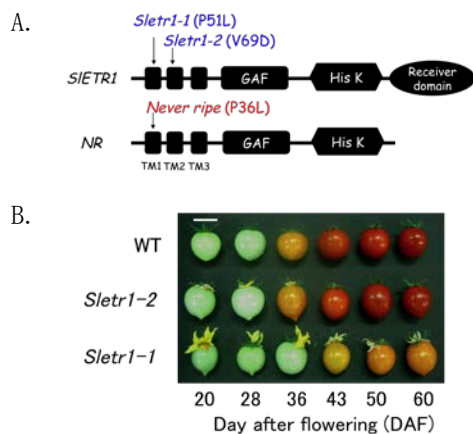 A.
Sletr1-1 (P51L)
Sletr1-2 (V69D)
SlETR1
GAF
His K
Receiver
domain
Never ripe (P36L)
NR
GAF
His K
TM1 TM2 TM3
B.
WT
Sletr1-2
Sletr1-1
20 28 36 43 50 60
Day after flowering (DAF)